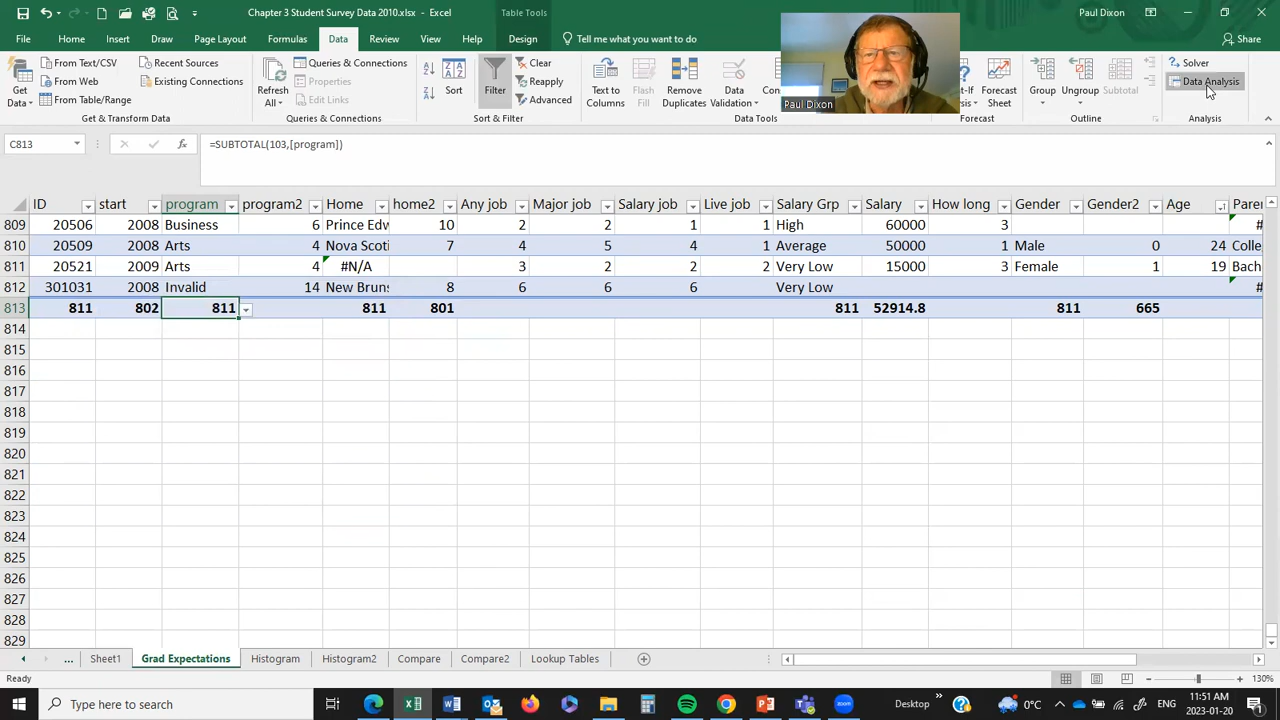 Chapter 3 Student Survey Data 2010.xlsx - Excel
Table Tools
Paul Dixon
File Home Insert Draw Page Layout Formulas Data Review View Help Design Tell me what you want to do Share
Get Data
From Text/CSV
From Web
From Table/Range
Recent Sources
Existing Connections
Get & Transform Data
Refresh All
Queries & Connections
Properties
Edit Links
Queries & Connections
Sort
Filter
Clear
Reapply
Advanced
Sort & Filter
Text to Columns
Flash Fill
Remove Duplicates
Data Validation
Data Tools
Paul Dixon
Forecast Sheet
Forecast
Group
Ungroup
Subtotal
Outline
Solver
Data Analysis
Analysis
C813 =SUBTOTAL(103,[program])
ID start program program2 Home home2 Any job Major job Salary job Live job Salary Grp Salary How long Gender Gender2 Age
809 20506 2008 Business 6 Prince Edw 10 2 2 1 1 High 60000 3 #
810 20509 2008 Arts 4 Nova Scoti 7 4 5 4 1 Average 50000 1 Male 0 24 Colle
811 20521 2009 Arts 4 #N/A 3 2 2 2 Very Low 15000 3 Female 1 19 Bach
812 301031 2008 Invalid 14 New Bruns 8 6 6 6 Very Low #
813 811 802 811 811 801 811 52914.8 811 665
814
815
816
817
818
819
820
821
822
823
824
825
826
827
828
829
... Sheet1 Grad Expectations Histogram Histogram2 Compare Compare2 Lookup Tables
Ready 130%
Type here to search
Desktop
0°C
ENG
11:51 AM
2023-01-20